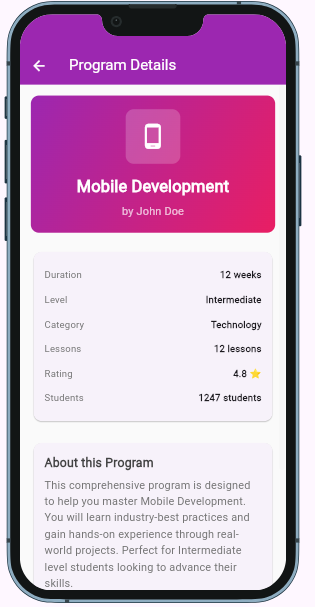 Program Details
Mobile Development
by John Doe
Duration 12 weeks
Level Intermediate
Category Technology
Lessons 12 lessons
Rating 4.8 ⭐
Students 1247 students
About this Program
This comprehensive program is designed
to help you master Mobile Development.
You will learn industry-best practices and
gain hands-on experience through real-
world projects. Perfect for Intermediate
level students looking to advance their
skills.